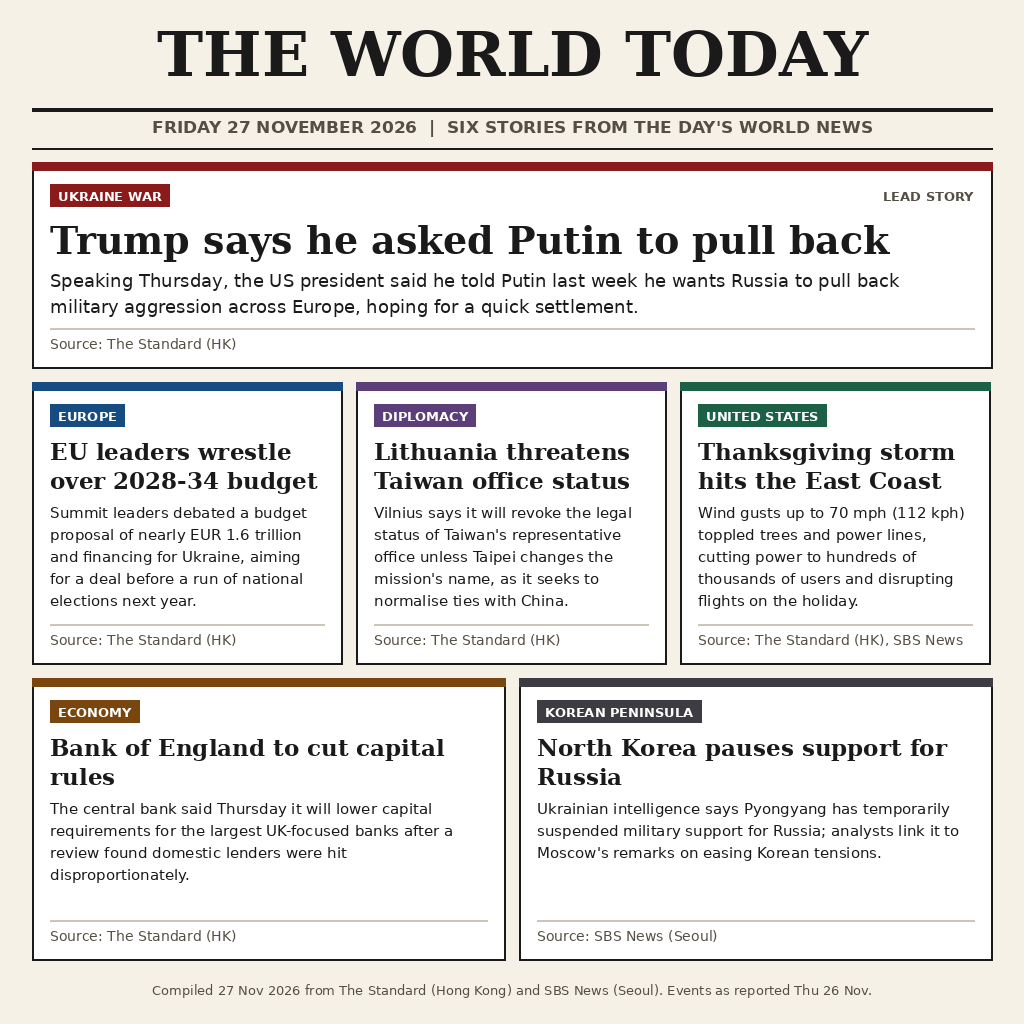 THE WORLD TODAY
FRIDAY 27 NOVEMBER 2026 | SIX STORIES FROM THE DAY'S WORLD NEWS
UKRAINE WAR
LEAD STORY
Trump says he asked Putin to pull back
Speaking Thursday, the US president said he told Putin last week he wants Russia to pull back
military aggression across Europe, hoping for a quick settlement.
Source: The Standard (HK)
EUROPE
EU leaders wrestle
over 2028-34 budget
Summit leaders debated a budget
proposal of nearly EUR 1.6 trillion
and financing for Ukraine, aiming
for a deal before a run of national
elections next year.
Source: The Standard (HK)
DIPLOMACY
Lithuania threatens
Taiwan office status
Vilnius says it will revoke the legal
status of Taiwan's representative
office unless Taipei changes the
mission's name, as it seeks to
normalise ties with China.
Source: The Standard (HK)
UNITED STATES
Thanksgiving storm
hits the East Coast
Wind gusts up to 70 mph (112 kph)
toppled trees and power lines,
cutting power to hundreds of
thousands of users and disrupting
flights on the holiday.
Source: The Standard (HK), SBS News
ECONOMY
Bank of England to cut capital
rules
The central bank said Thursday it will lower capital
requirements for the largest UK-focused banks after a
review found domestic lenders were hit
disproportionately.
Source: The Standard (HK)
KOREAN PENINSULA
North Korea pauses support for
Russia
Ukrainian intelligence says Pyongyang has temporarily
suspended military support for Russia; analysts link it to
Moscow's remarks on easing Korean tensions.
Source: SBS News (Seoul)
Compiled 27 Nov 2026 from The Standard (Hong Kong) and SBS News (Seoul). Events as reported Thu 26 Nov.